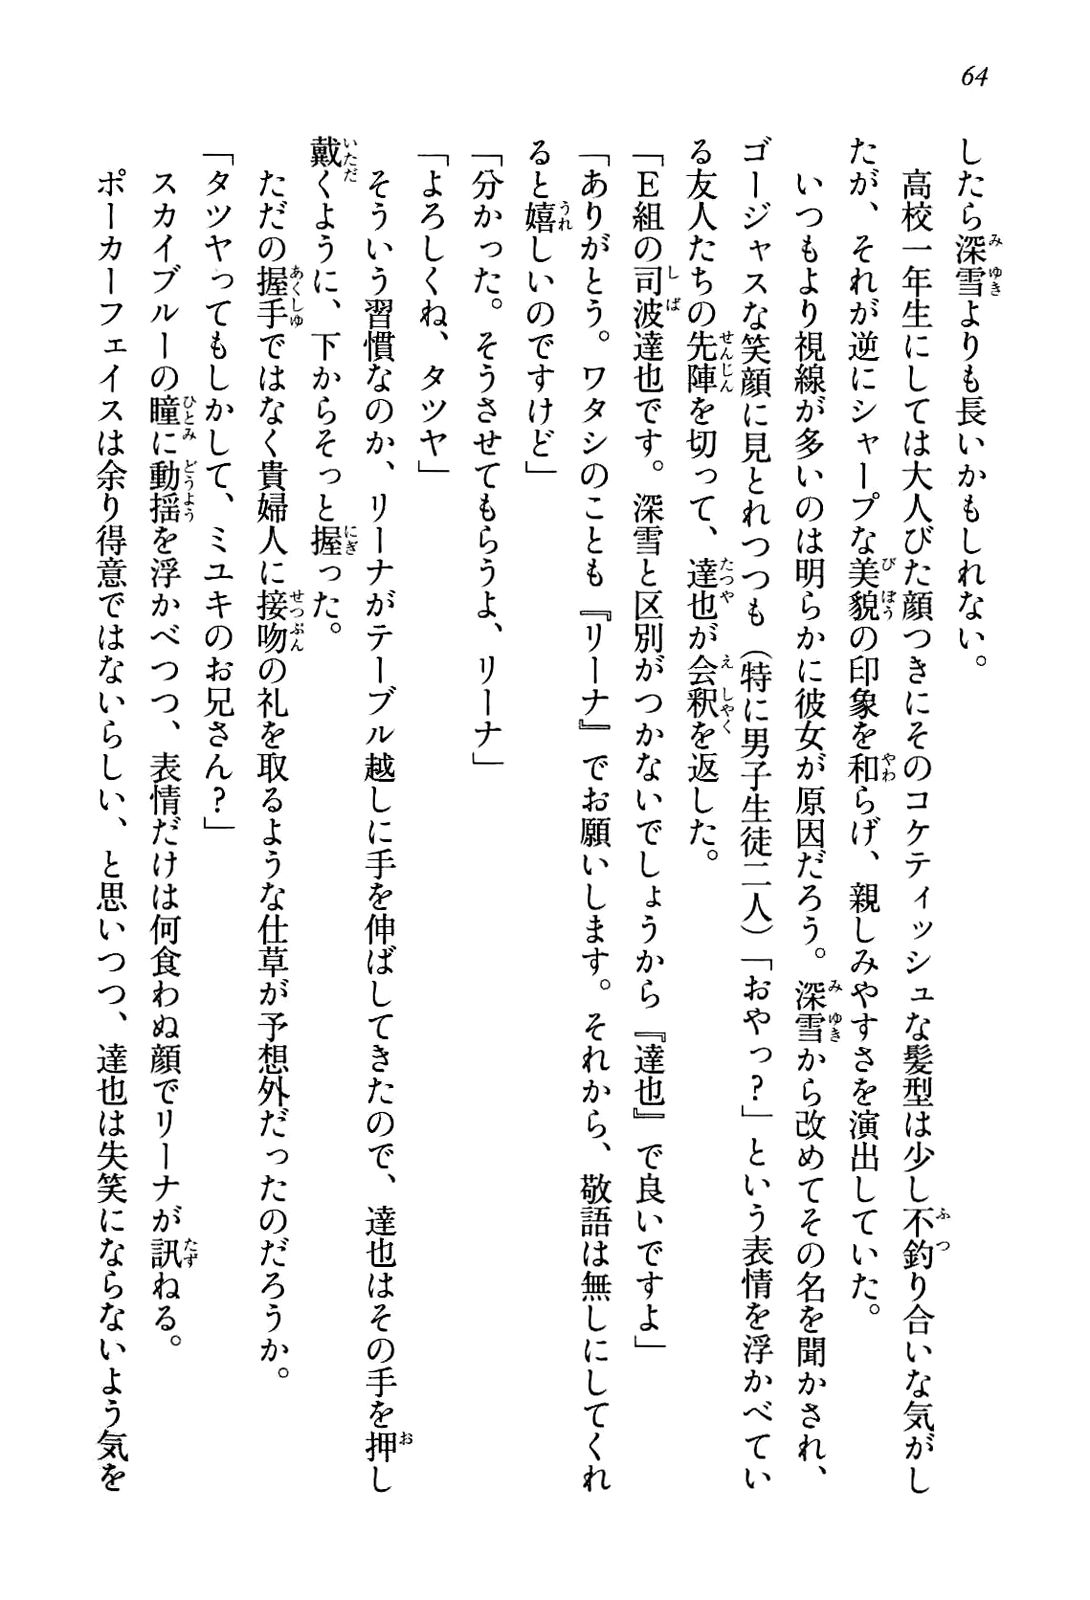 64
したら深雪よりも長いかもしれない。
高校一年生にしては大人びた顔つきにそのコケティッシュな髪型は少し不釣り合いな気がし
たが、それが逆にシャープな美貌の印象を和らげ、親しみやすさを演出していた。
いつもより視線が多いのは明らかに彼女が原因だろう。深雪から改めてその名を聞かされ、
ゴージャスな笑顔に見とれつつも（特に男子生徒二人）「おやっ？」という表情を浮かべてい
る友人たちの先陣を切って、達也が会釈を返した。
「Ｅ組の司波達也です。深雪と区別がつかないでしょうから『達也』で良いですよ」
「ありがとう。ワタシのことも『リーナ』でお願いします。それから、敬語は無しにしてくれ
ると嬉しいのですけど」
「分かった。そうさせてもらうよ、リーナ」
「よろしくね、タツヤ」
そういう習慣なのか、リーナがテーブル越しに手を伸ばしてきたので、達也はその手を押し
戴くように、下からそっと握った。
ただの握手ではなく貴婦人に接吻の礼を取るような仕草が予想外だったのだろうか。
「タツヤってもしかして、ミユキのお兄さん？」
スカイブルーの瞳に動揺を浮かべつつ、表情だけは何食わぬ顔でリーナが訊ねる。
ポーカーフェイスは余り得意ではないらしい、と思いつつ、達也は失笑にならないよう気を